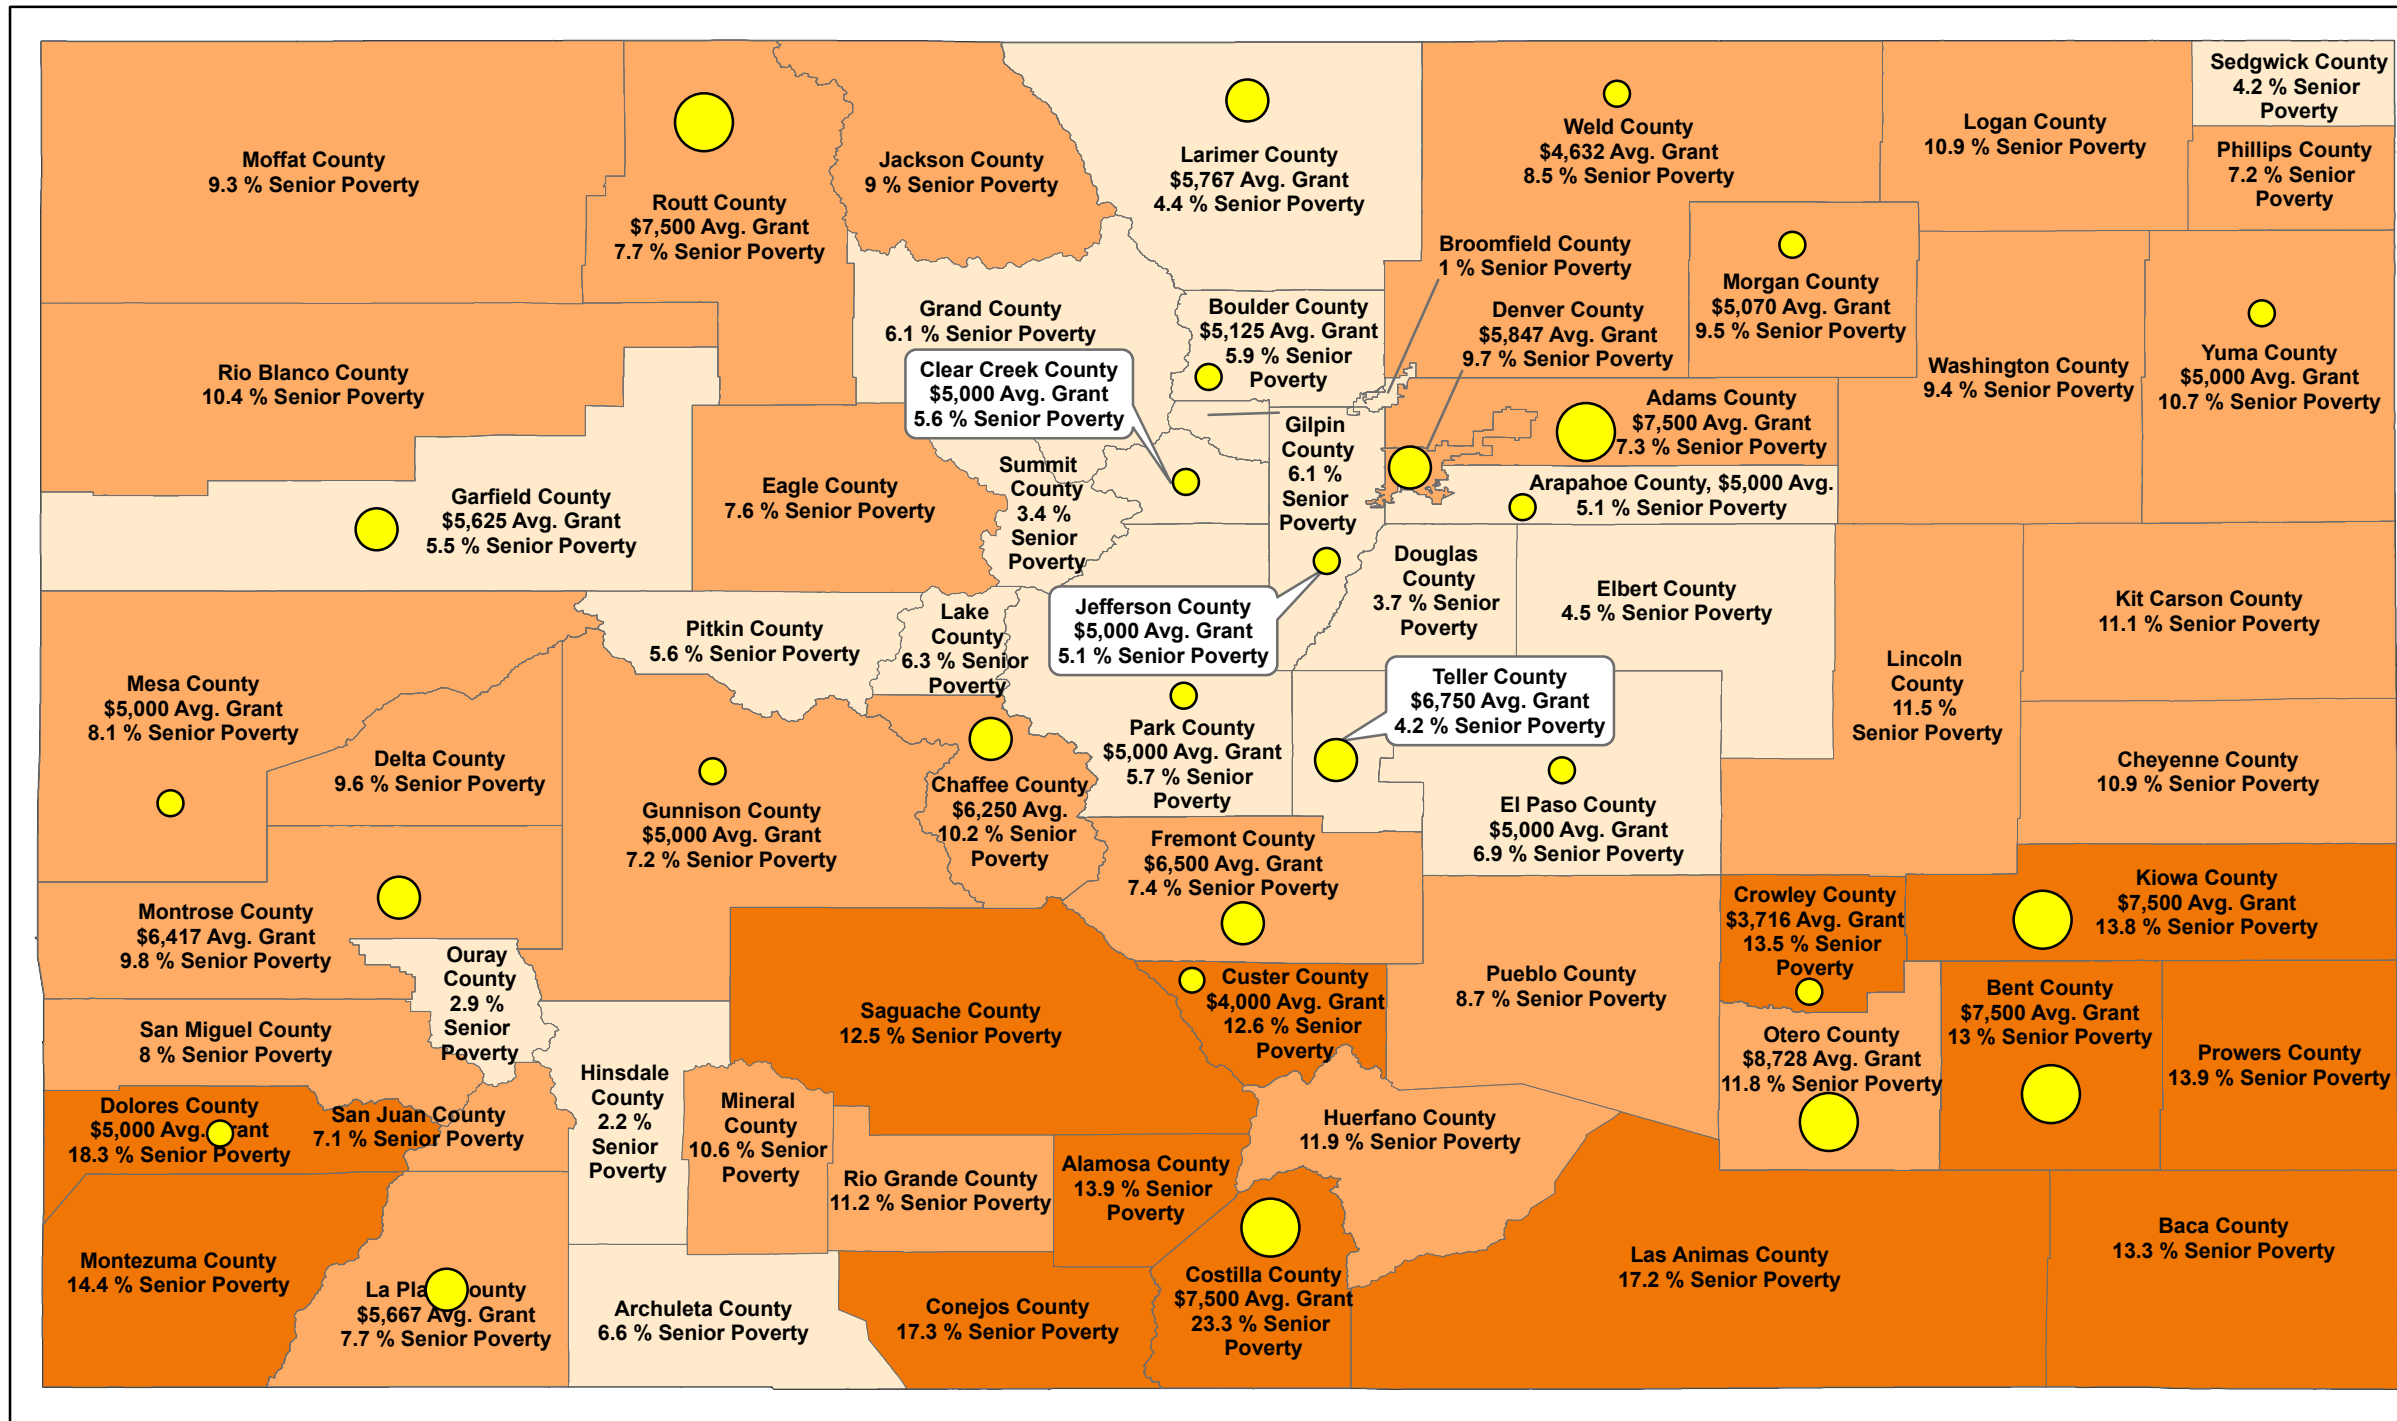 Sedgwick County
4.2 % Senior
Poverty
Moffat County
9.3 % Senior Poverty
Routt County
$7,500 Avg. Grant
7.7 % Senior Poverty
Jackson County
9 % Senior Poverty
Larimer County
$5,767 Avg. Grant
4.4 % Senior Poverty
Weld County
$4,632 Avg. Grant
8.5 % Senior Poverty
Logan County
10.9 % Senior Poverty
Phillips County
7.2 % Senior
Poverty
Broomfield County
1 % Senior Poverty
Morgan County
$5,070 Avg. Grant
9.5 % Senior Poverty
Grand County
6.1 % Senior Poverty
Boulder County
$5,125 Avg. Grant
5.9 % Senior
Poverty
Denver County
$5,847 Avg. Grant
9.7 % Senior Poverty
Washington County
9.4 % Senior Poverty
Yuma County
$5,000 Avg. Grant
10.7 % Senior Poverty
Rio Blanco County
10.4 % Senior Poverty
Clear Creek County
$5,000 Avg. Grant
5.6 % Senior Poverty
Adams County
$7,500 Avg. Grant
7.3 % Senior Poverty
Gilpin
County
6.1 %
Senior
Poverty
Garfield County
$5,625 Avg. Grant
5.5 % Senior Poverty
Eagle County
7.6 % Senior Poverty
Summit
County
3.4 %
Senior
Poverty
Arapahoe County, $5,000 Avg.
5.1 % Senior Poverty
Douglas
County
3.7 % Senior
Poverty
Elbert County
4.5 % Senior Poverty
Kit Carson County
11.1 % Senior Poverty
Pitkin County
5.6 % Senior Poverty
Lake
County
6.3 % Senior
Poverty
Jefferson County
$5,000 Avg. Grant
5.1 % Senior Poverty
Lincoln
County
11.5 %
Senior Poverty
Mesa County
$5,000 Avg. Grant
8.1 % Senior Poverty
Teller County
$6,750 Avg. Grant
4.2 % Senior Poverty
Delta County
9.6 % Senior Poverty
Park County
$5,000 Avg. Grant
5.7 % Senior
Poverty
Cheyenne County
10.9 % Senior Poverty
Gunnison County
$5,000 Avg. Grant
7.2 % Senior Poverty
Chaffee County
$6,250 Avg.
10.2 % Senior
Poverty
El Paso County
$5,000 Avg. Grant
6.9 % Senior Poverty
Fremont County
$6,500 Avg. Grant
7.4 % Senior Poverty
Montrose County
$6,417 Avg. Grant
9.8 % Senior Poverty
Crowley County
$3,716 Avg. Grant
13.5 % Senior
Poverty
Kiowa County
$7,500 Avg. Grant
13.8 % Senior Poverty
Ouray
County
2.9 %
Senior
Poverty
Custer County
$4,000 Avg. Grant
12.6 % Senior
Poverty
Pueblo County
8.7 % Senior Poverty
Bent County
$7,500 Avg. Grant
13 % Senior Poverty
San Miguel County
8 % Senior Poverty
Saguache County
12.5 % Senior Poverty
Otero County
$8,728 Avg. Grant
11.8 % Senior Poverty
Prowers County
13.9 % Senior Poverty
Hinsdale
County
2.2 %
Senior
Poverty
Mineral
County
10.6 % Senior
Poverty
Dolores County
$5,000 Avg. rant
18.3 % Senior Poverty
San Juan County
7.1 % Senior Poverty
Huerfano County
11.9 % Senior Poverty
Rio Grande County
11.2 % Senior Poverty
Alamosa County
13.9 % Senior
Poverty
Montezuma County
14.4 % Senior Poverty
La Pla ounty
$5,667 Avg. Grant
7.7 % Senior Poverty
Archuleta County
6.6 % Senior Poverty
Conejos County
17.3 % Senior Poverty
Costilla County
$7,500 Avg. Grant
23.3 % Senior
Poverty
Las Animas County
17.2 % Senior Poverty
Baca County
13.3 % Senior Poverty